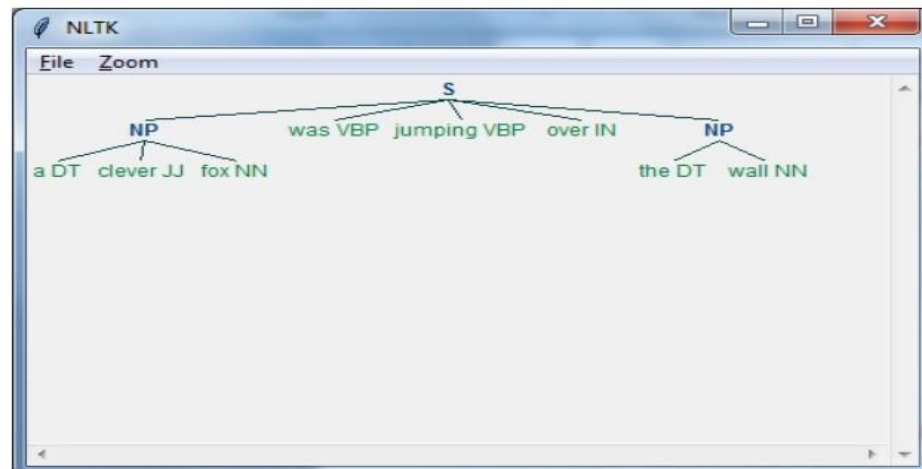 NLTK
File Zoom
S
NP was VBP jumping VBP over IN NP
a DT clever JJ fox NN the DT wall NN